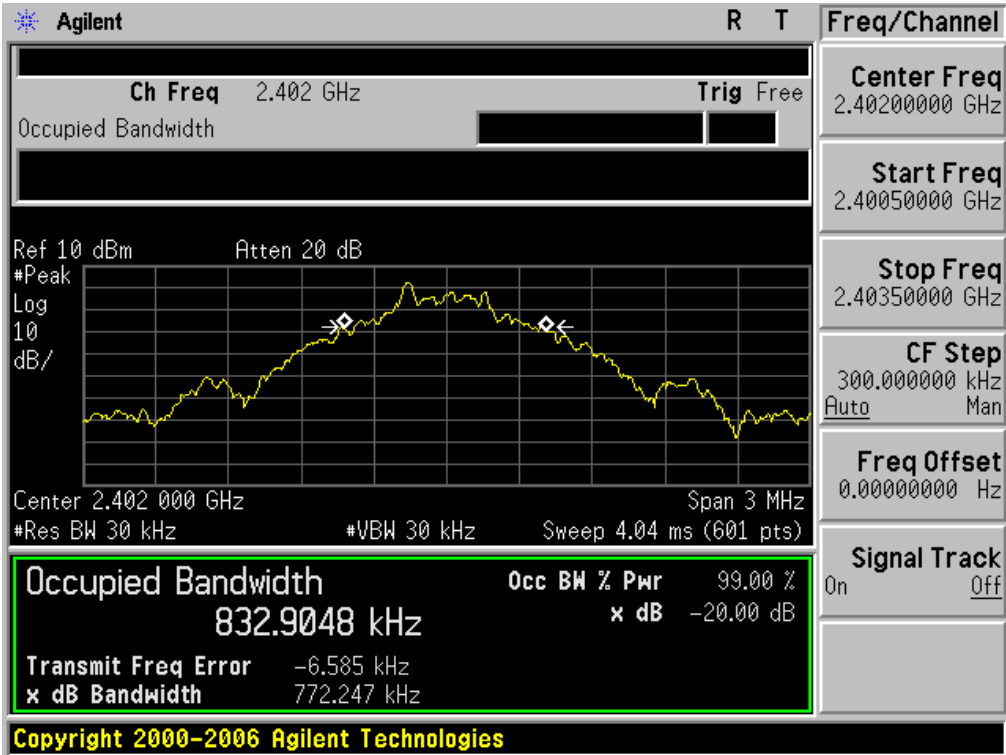 Agilent R T Freq/Channel
Ch Freq 2.402 GHz Trig Free
Occupied Bandwidth
Center Freq
2.40200000 GHz
Start Freq
2.40050000 GHz
Stop Freq
2.40350000 GHz
CF Step
300.000000 kHz
Auto Man
Freq Offset
0.00000000 Hz
Signal Track
On Off
Ref 10 dBm Atten 20 dB
#Peak
Log
10
dB/
Center 2.402 000 GHz Span 3 MHz
#Res BW 30 kHz #VBW 30 kHz Sweep 4.04 ms (601 pts)
Occupied Bandwidth Occ BW % Pwr 99.00 %
832.9048 kHz x dB -20.00 dB
Transmit Freq Error -6.585 kHz
x dB Bandwidth 772.247 kHz
Copyright 2000-2006 Agilent Technologies